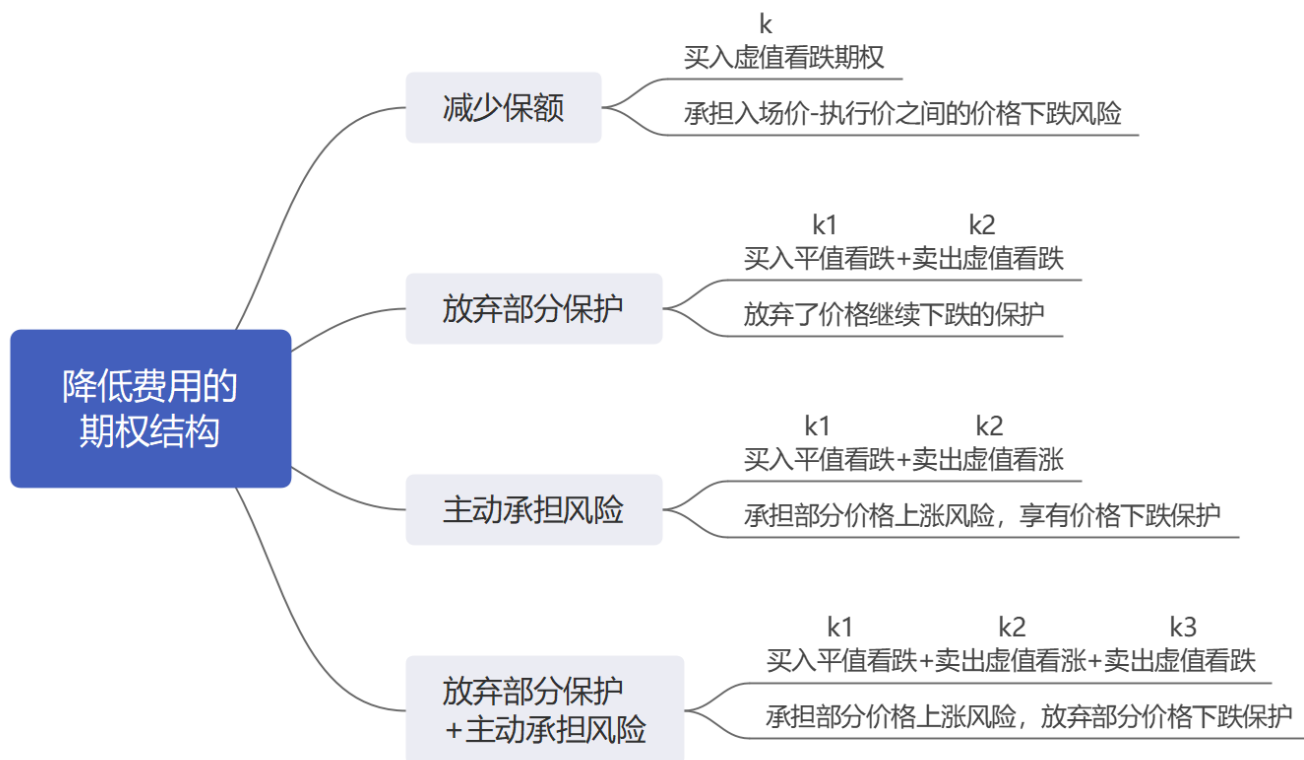 降低费用的
期权结构
减少保额
k
买入虚值看跌期权
承担入场价-执行价之间的价格下跌风险
放弃部分保护
k1 k2
买入平值看跌+卖出虚值看跌
放弃了价格继续下跌的保护
主动承担风险
k1 k2
买入平值看跌+卖出虚值看涨
承担部分价格上涨风险，享有价格下跌保护
放弃部分保护
+主动承担风险
k1 k2 k3
买入平值看跌+卖出虚值看涨+卖出虚值看跌
承担部分价格上涨风险，放弃部分价格下跌保护